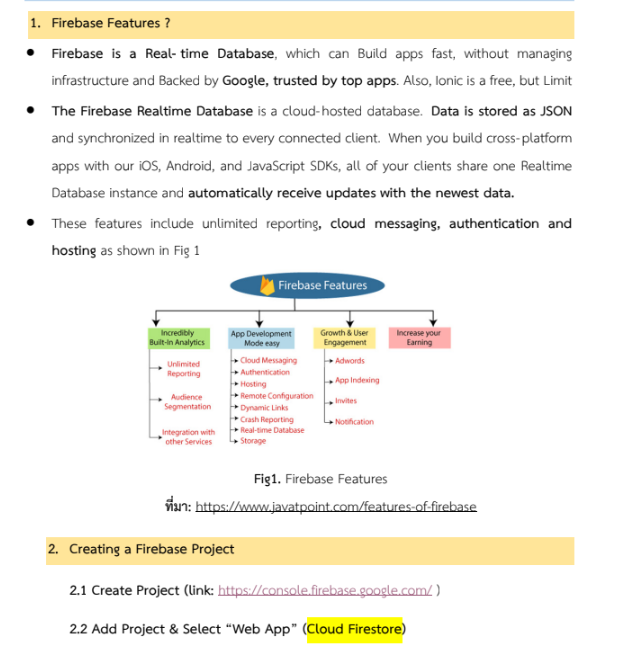 1. Firebase Features ?
● Firebase is a Real- time Database, which can Build apps fast, without managing
infrastructure and Backed by Google, trusted by top apps. Also, Ionic is a free, but Limit
● The Firebase Realtime Database is a cloud-hosted database. Data is stored as JSON
and synchronized in realtime to every connected client. When you build cross-platform
apps with our iOS, Android, and JavaScript SDKs, all of your clients share one Realtime
Database instance and automatically receive updates with the newest data.
● These features include unlimited reporting, cloud messaging, authentication and
hosting as shown in Fig 1
Firebase Features
Incredibly
Built-In Analytics
Unlimited
Reporting
Audience
Segmentation
Integration with
other Services
App Development
Mode easy
Cloud Messaging
Authentication
Hosting
Remote Configuration
Dynamic Links
Crash Reporting
Real-time Database
Storage
Growth & User
Engagement
Adwords
App Indexing
Invites
Notification
Increase your
Earning
Fig1. Firebase Features
ที่มา: https://www.javatpoint.com/features-of-firebase
2. Creating a Firebase Project
2.1 Create Project (link: https://console.firebase.google.com/ )
2.2 Add Project & Select “Web App” (Cloud Firestore)